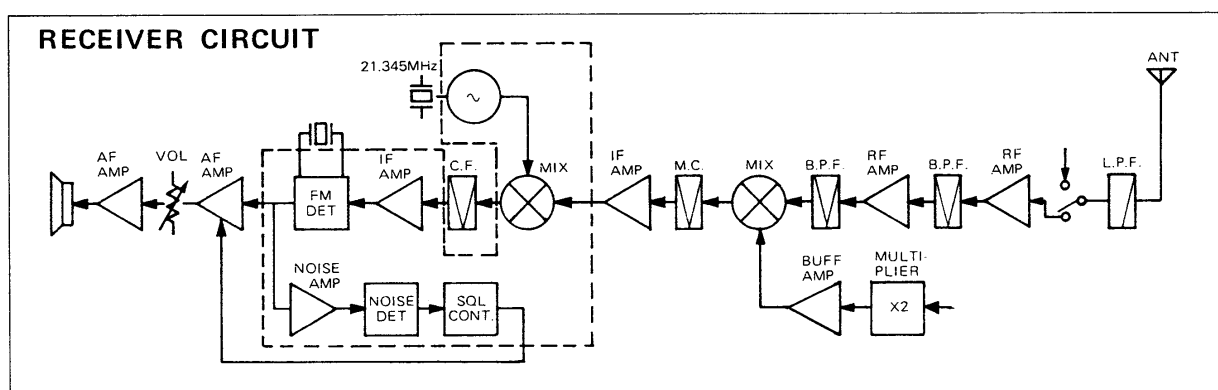 RECEIVER CIRCUIT
21.345MHz
ANT
AF
AMP
VOL
AF
AMP
FM
DET
IF
AMP
C.F.
MIX
IF
AMP
M.C.
MIX
B.P.F.
RF
AMP
B.P.F.
RF
AMP
L.P.F.
NOISE
AMP
NOISE
DET
SQL
CONT.
BUFF
AMP
MULTI-
PLIER
X2